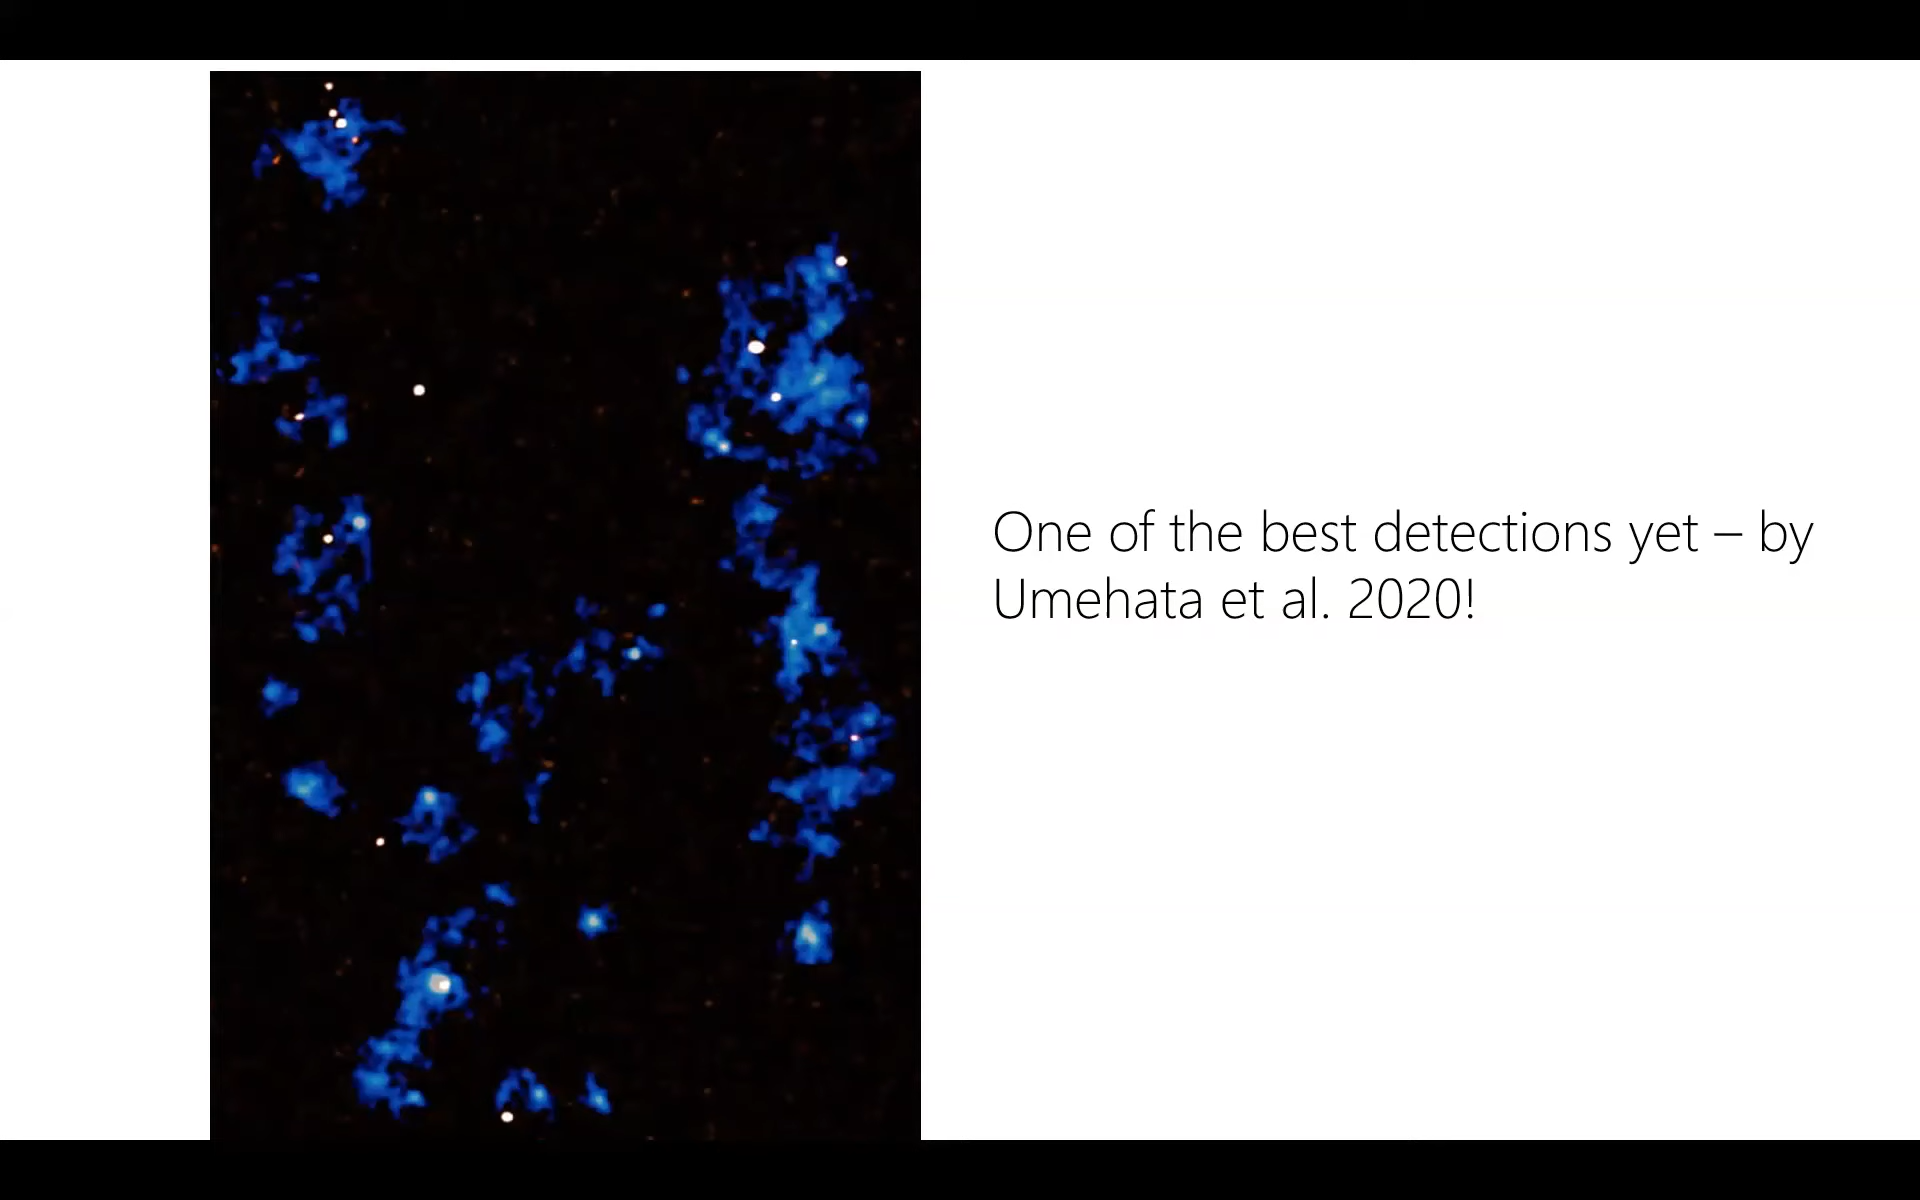 One of the best detections yet – by
Umehata et al. 2020!